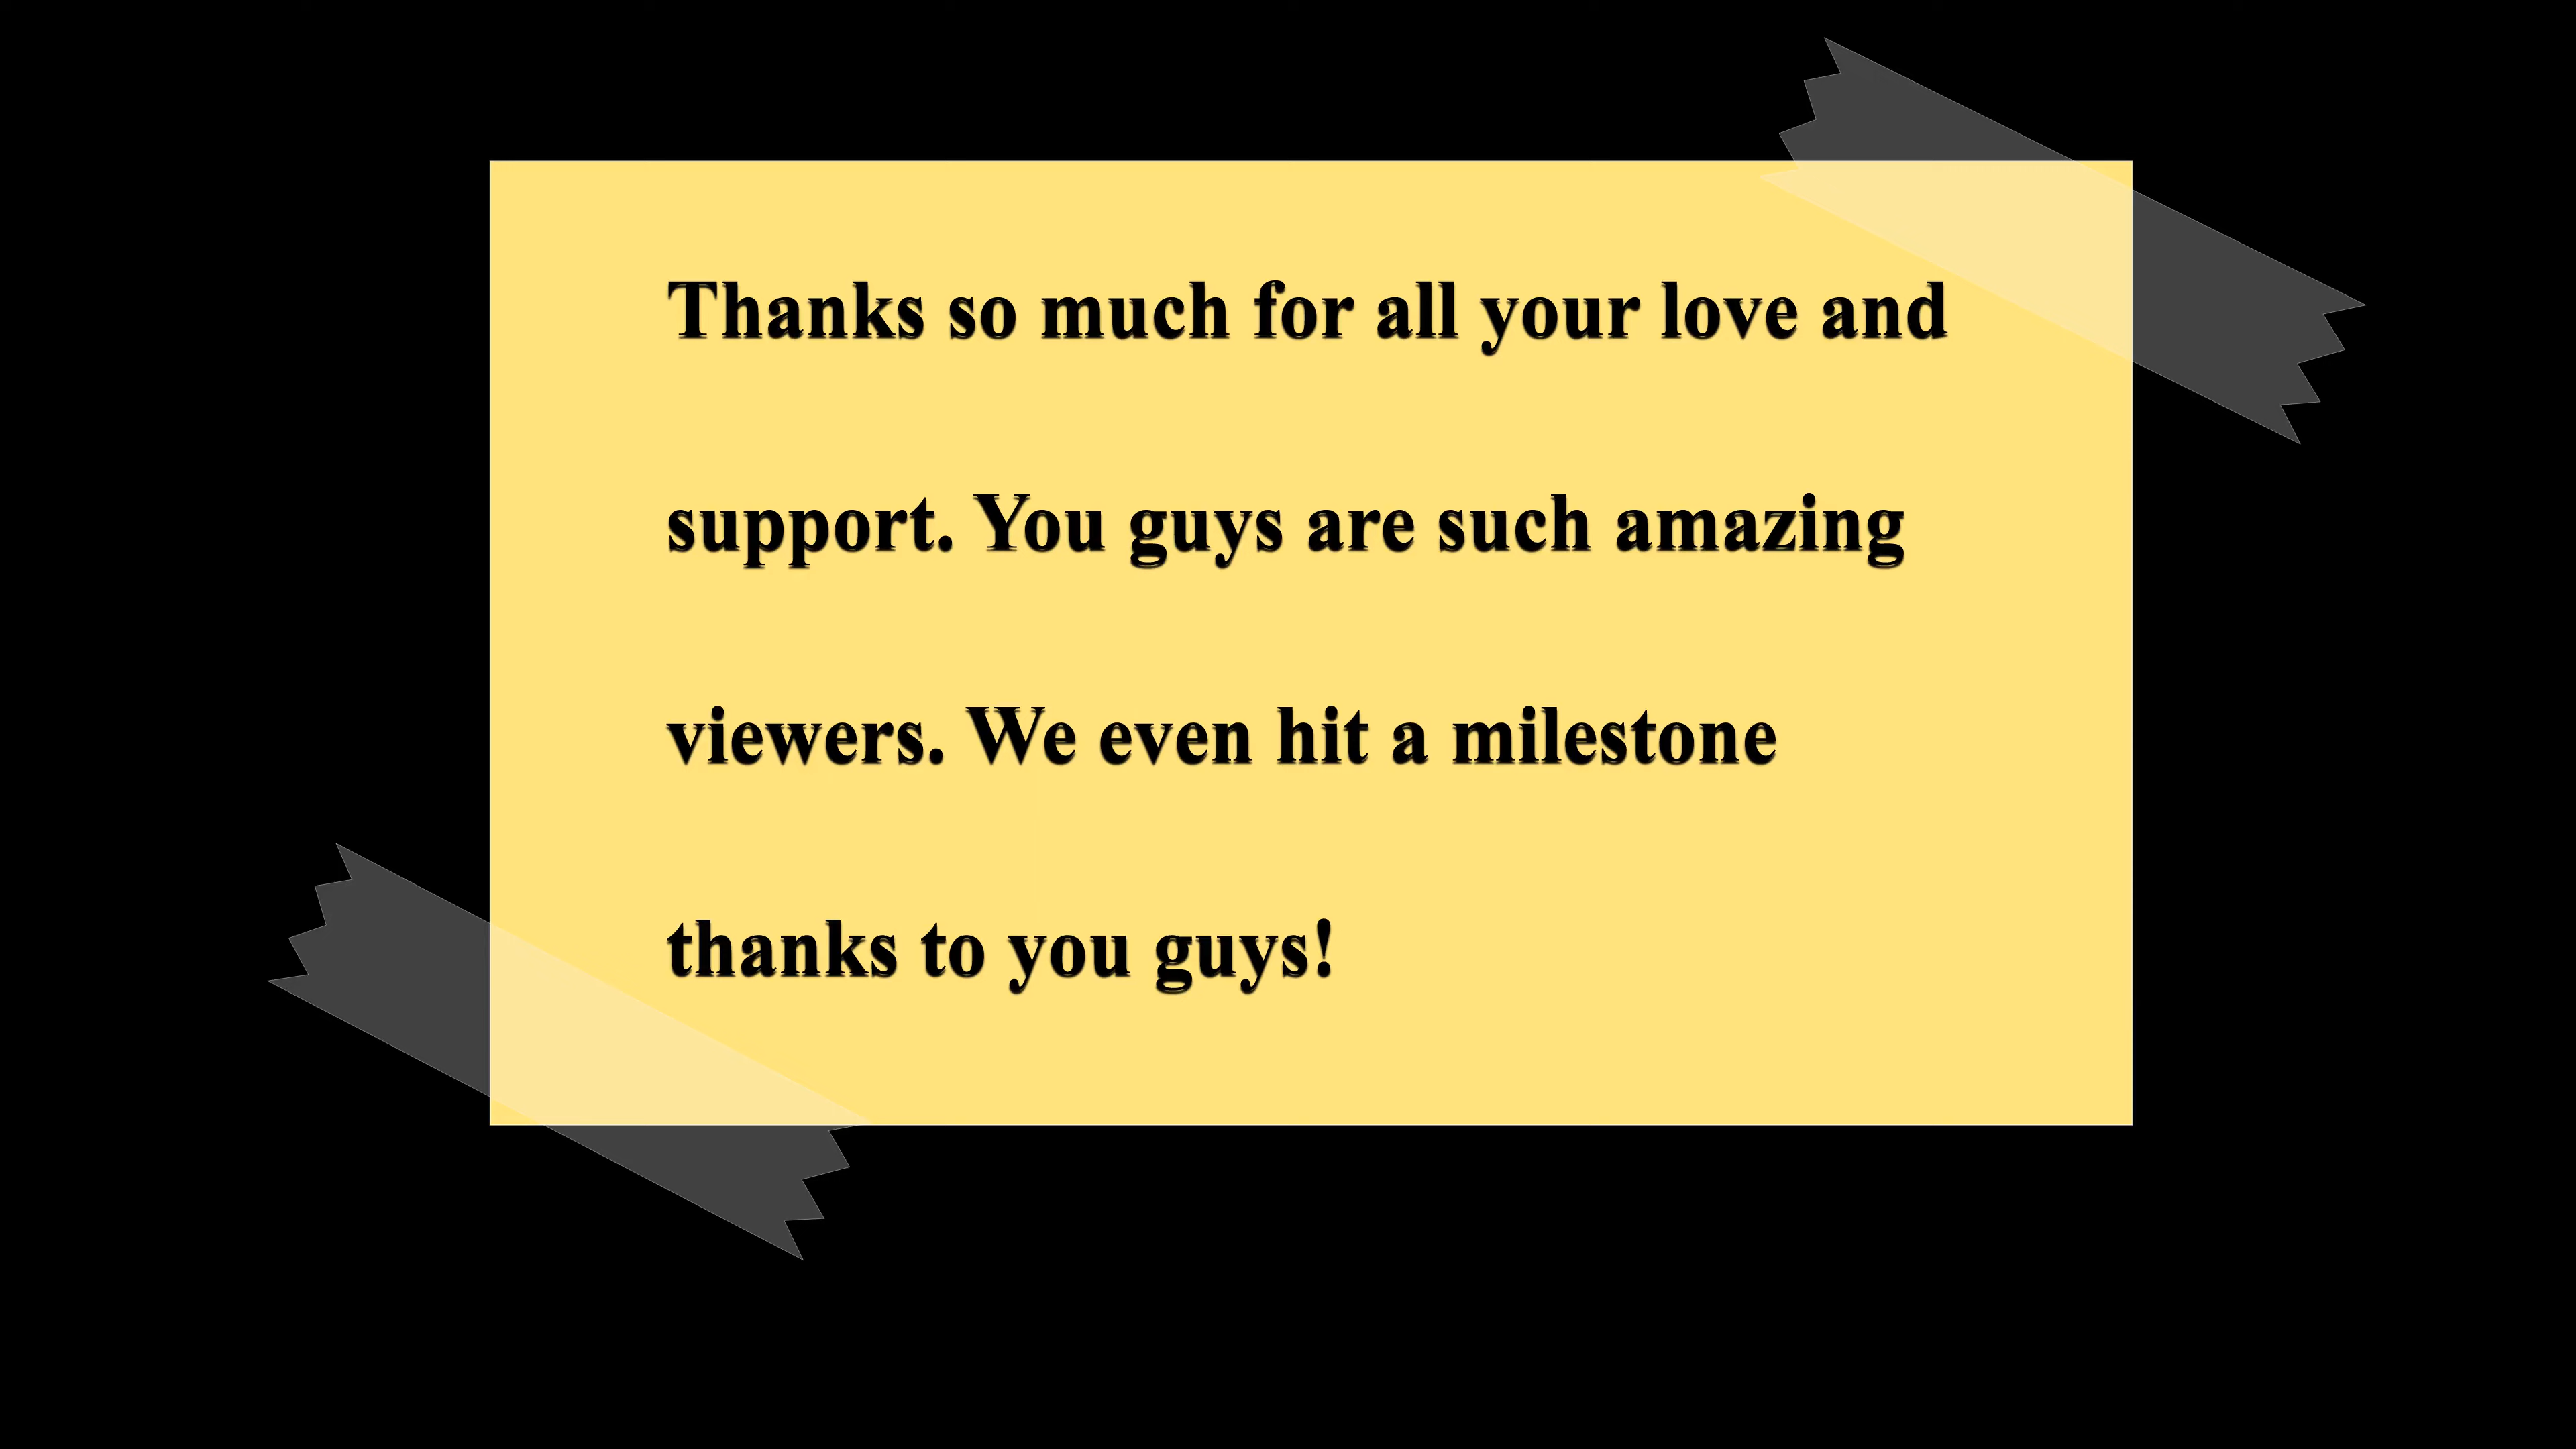 Thanks so much for all your love and
support. You guys are such amazing
viewers. We even hit a milestone
thanks to you guys!